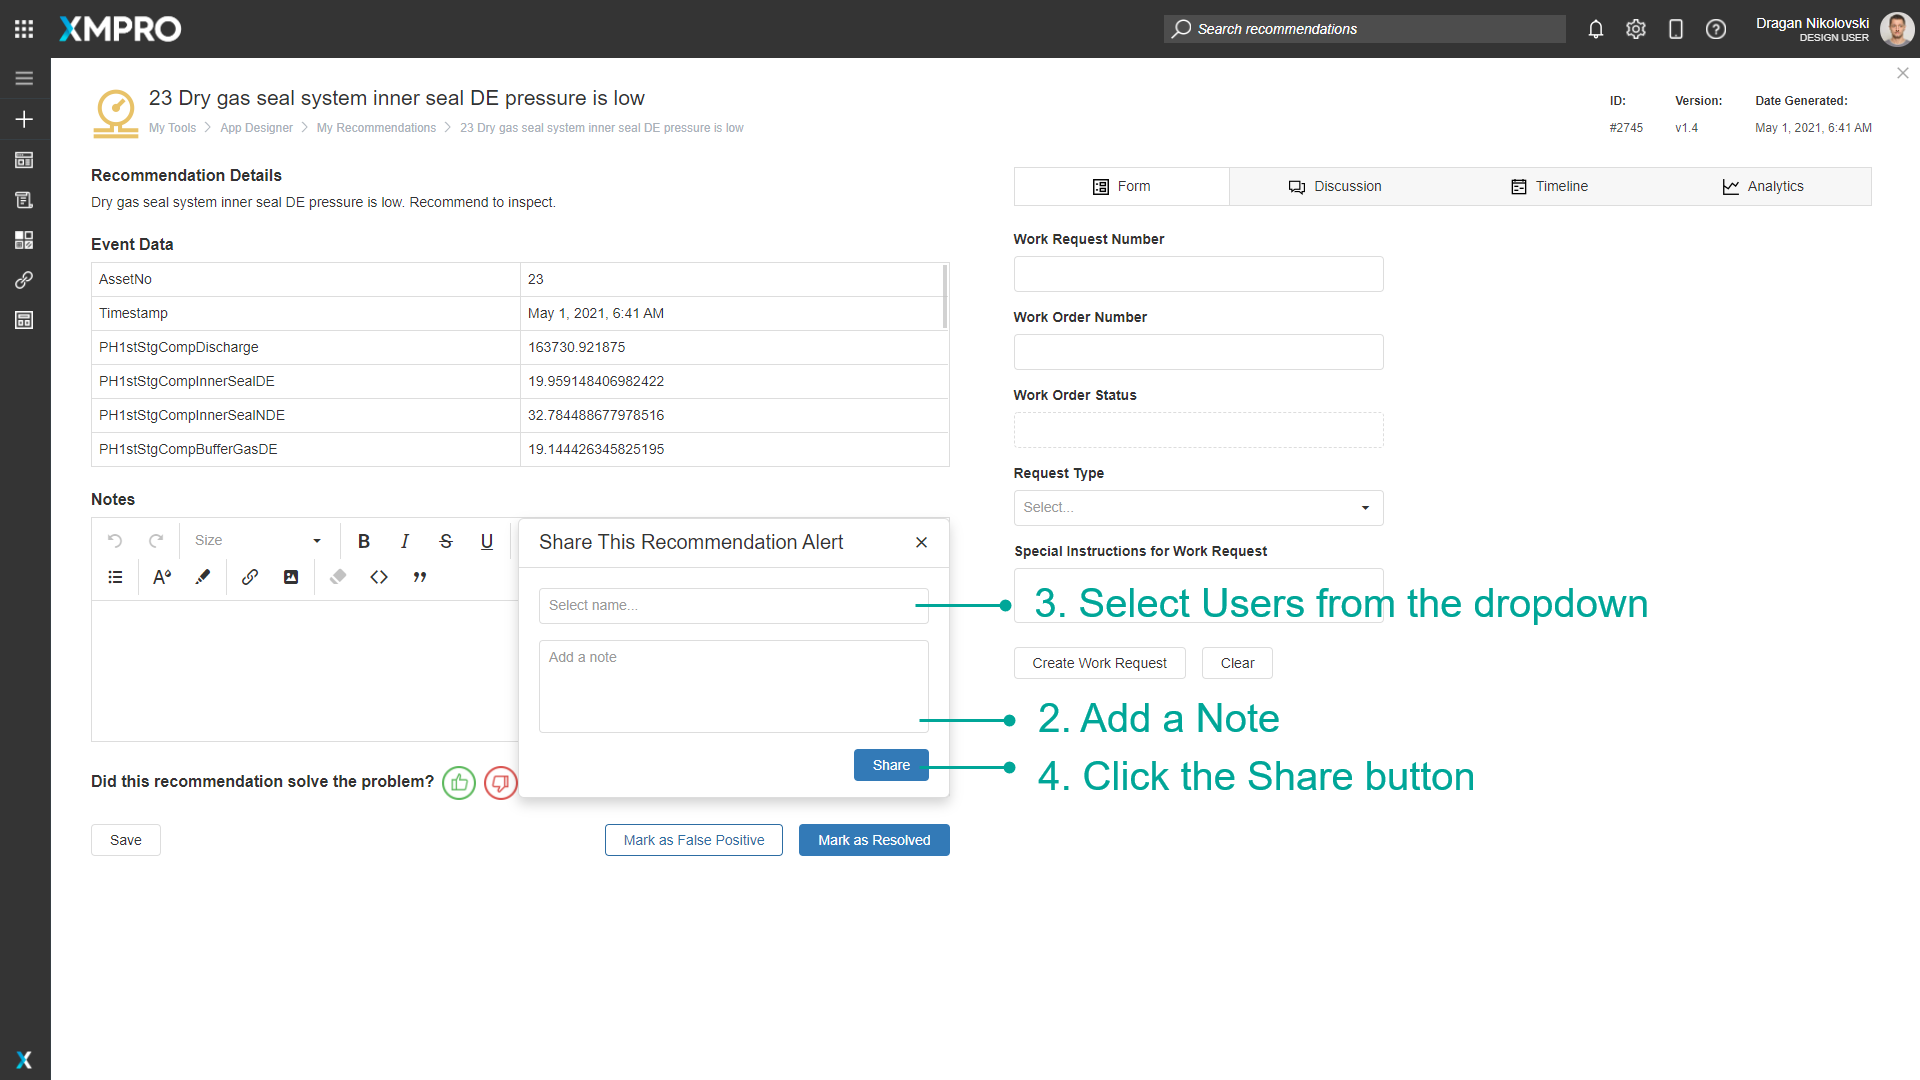 XMPRO
Search recommendations
Dragan Nikolovski
DESIGN USER
23 Dry gas seal system inner seal DE pressure is low
My Tools
App Designer
My Recommendations
23 Dry gas seal system inner seal DE pressure is low
ID:
Version:
Date Generated:
#2745
v1.4
May 1, 2021, 6:41 AM
Recommendation Details
Dry gas seal system inner seal DE pressure is low. Recommend to inspect.
Event Data
AssetNo
23
Timestamp
May 1, 2021, 6:41 AM
PH1stStgCompDischarge
163730.921875
PH1stStgCompInnerSealDE
19.959148406982422
PH1stStgCompInnerSealNDE
32.784488677978516
PH1stStgCompBufferGasDE
19.144426345825195
Notes
Size
B I S U
Share This Recommendation Alert
Select name...
Add a note
Share
Did this recommendation solve the problem?
Save
Mark as False Positive
Mark as Resolved
Form
Discussion
Timeline
Analytics
Work Request Number
Work Order Number
Work Order Status
Request Type
Select...
Special Instructions for Work Request
3. Select Users from the dropdown
Create Work Request
Clear
2. Add a Note
4. Click the Share button